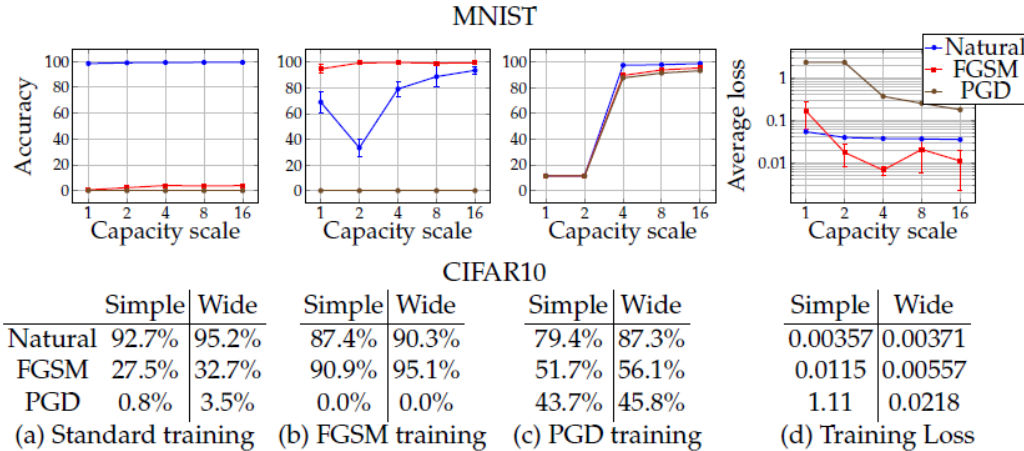 MNIST
Accuracy
100
80
60
40
20
0
1 2 4 8 16
Capacity scale
100
80
60
40
20
0
1 2 4 8 16
Capacity scale
100
80
60
40
20
0
1 2 4 8 16
Capacity scale
Average loss
1
0.1
0.01
1 2 4 8 16
Capacity scale
Natural
FGSM
PGD
CIFAR10
Simple Wide Simple Wide Simple Wide Simple Wide
Natural 92.7% 95.2% 87.4% 90.3% 79.4% 87.3% 0.00357 0.00371
FGSM 27.5% 32.7% 90.9% 95.1% 51.7% 56.1% 0.0115 0.00557
PGD 0.8% 3.5% 0.0% 0.0% 43.7% 45.8% 1.11 0.0218
(a) Standard training (b) FGSM training (c) PGD training (d) Training Loss